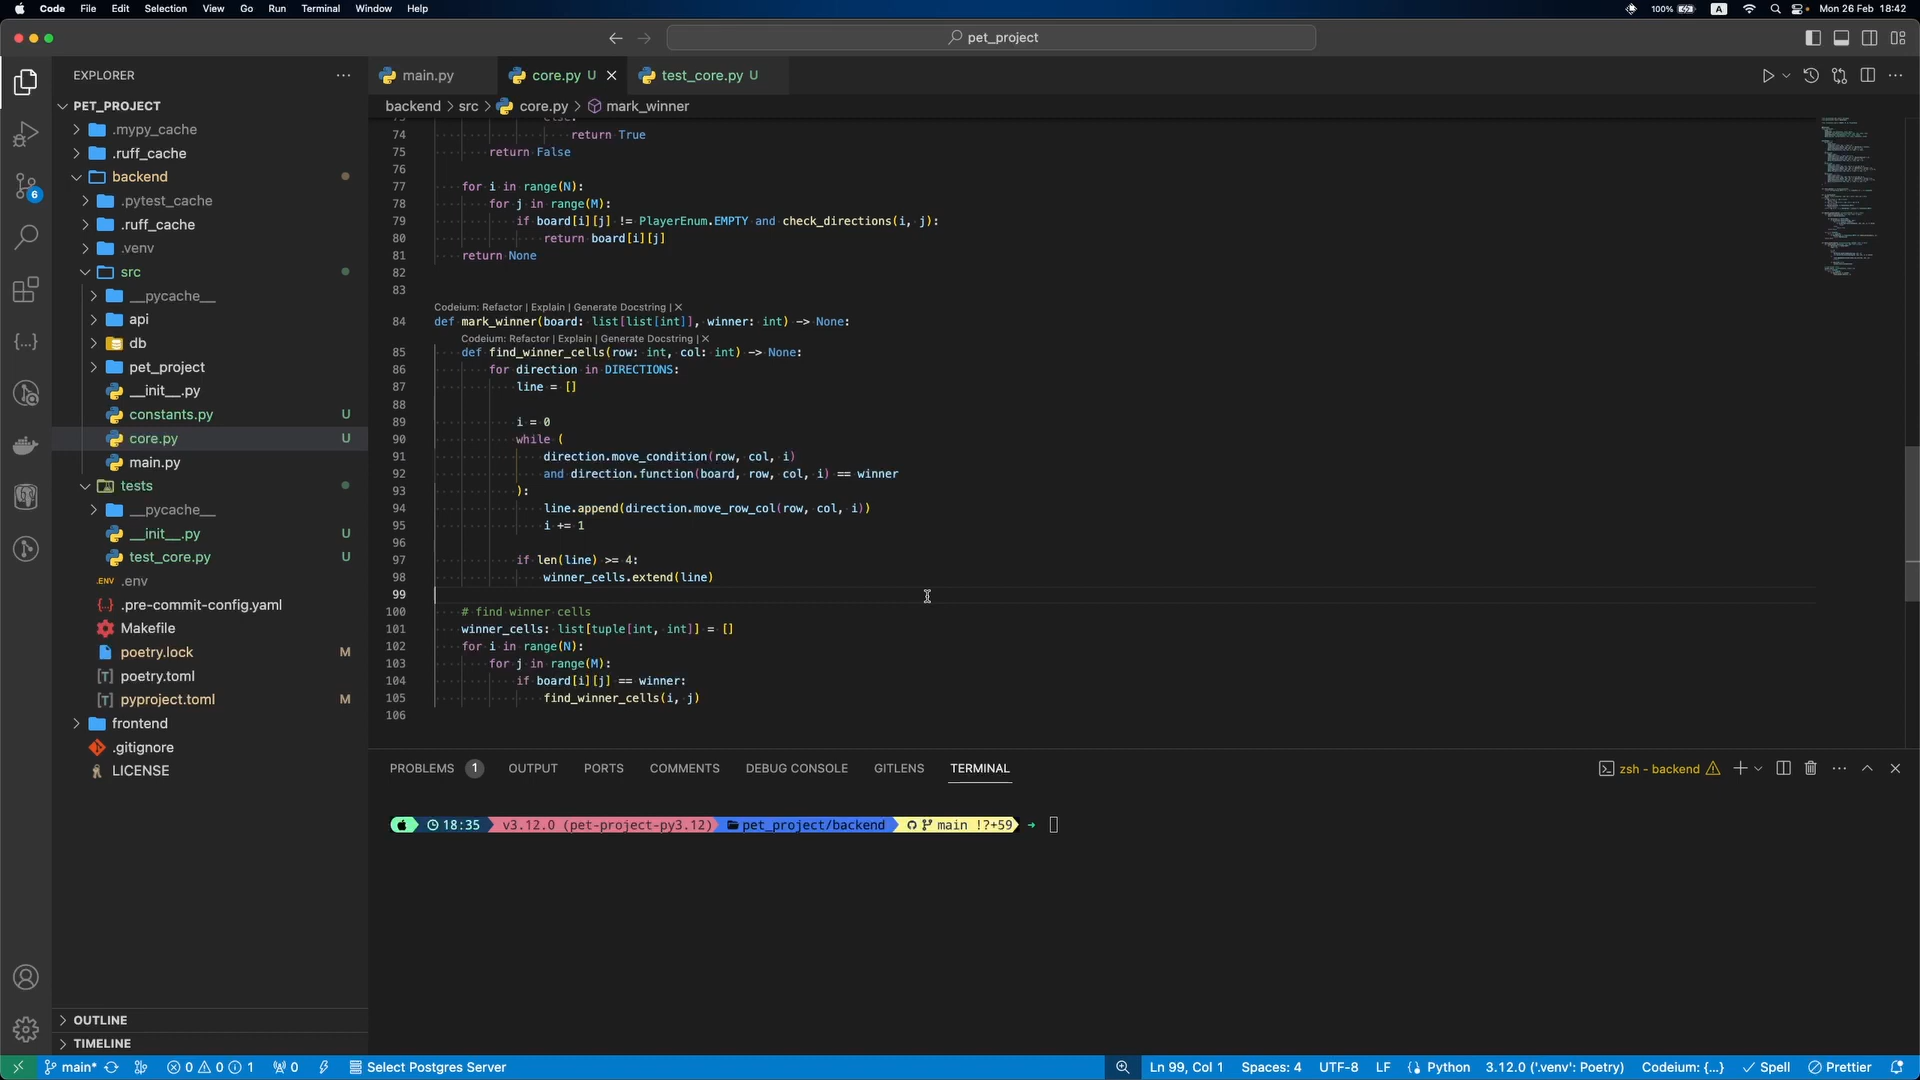 Code File Edit Selection View Go Run Terminal Window Help
100% A Mon 26 Feb 18:42
pet_project
EXPLORER
PET_PROJECT
.mypy_cache
.ruff_cache
backend
.pytest_cache
.ruff_cache
.venv
src
__pycache__
api
db
pet_project
__init__.py
constants.py U
core.py U
main.py
tests
__pycache__
__init__.py U
test_core.py U
.ENV .env
.pre-commit-config.yaml
Makefile
poetry.lock M
poetry.toml
pyproject.toml M
frontend
.gitignore
LICENSE
OUTLINE
TIMELINE
6
main.py core.py U test_core.py U
backend > src > core.py > mark_winner
73 else:
74 return True
75 return False
76
77 for i in range(N):
78 for j in range(M):
79 if board[i][j] != PlayerEnum.EMPTY and check_directions(i, j):
80 return board[i][j]
81 return None
82
83
Codeium: Refactor | Explain | Generate Docstring | ×
84 def mark_winner(board: list[list[int]], winner: int) -> None:
Codeium: Refactor | Explain | Generate Docstring | ×
85 def find_winner_cells(row: int, col: int) -> None:
86 for direction in DIRECTIONS:
87 line = []
88
89 i = 0
90 while (
91 direction.move_condition(row, col, i)
92 and direction.function(board, row, col, i) == winner
93 ):
94 line.append(direction.move_row_col(row, col, i))
95 i += 1
96
97 if len(line) >= 4:
98 winner_cells.extend(line)
99
100 # find winner cells
101 winner_cells: list[tuple[int, int]] = []
102 for i in range(N):
103 for j in range(M):
104 if board[i][j] == winner:
105 find_winner_cells(i, j)
106
PROBLEMS 1 OUTPUT PORTS COMMENTS DEBUG CONSOLE GITLENS TERMINAL
zsh - backend
18:35 v3.12.0 (pet-project-py3.12) pet_project/backend main !?+59 →
main* 0 0 1 0 Select Postgres Server
Ln 99, Col 1 Spaces: 4 UTF-8 LF Python 3.12.0 ('.venv': Poetry) Codeium: {...} Spell Prettier